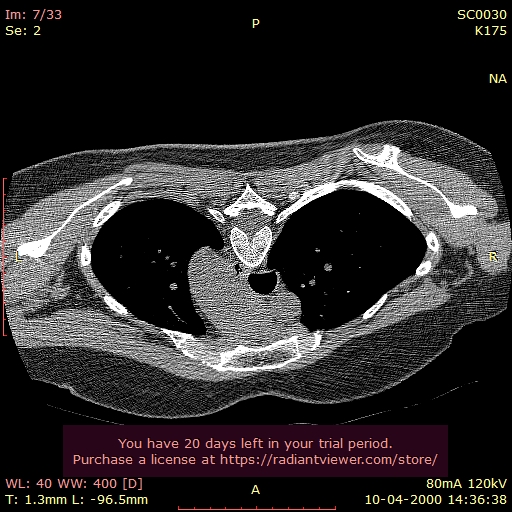 Im: 7/33
Se: 2
P
SC0030
K175
NA
L
R
You have 20 days left in your trial period.
Purchase a license at https://radiantviewer.com/store/
WL: 40 WW: 400 [D]
T: 1.3mm L: -96.5mm
A
80mA 120kV
10-04-2000 14:36:38